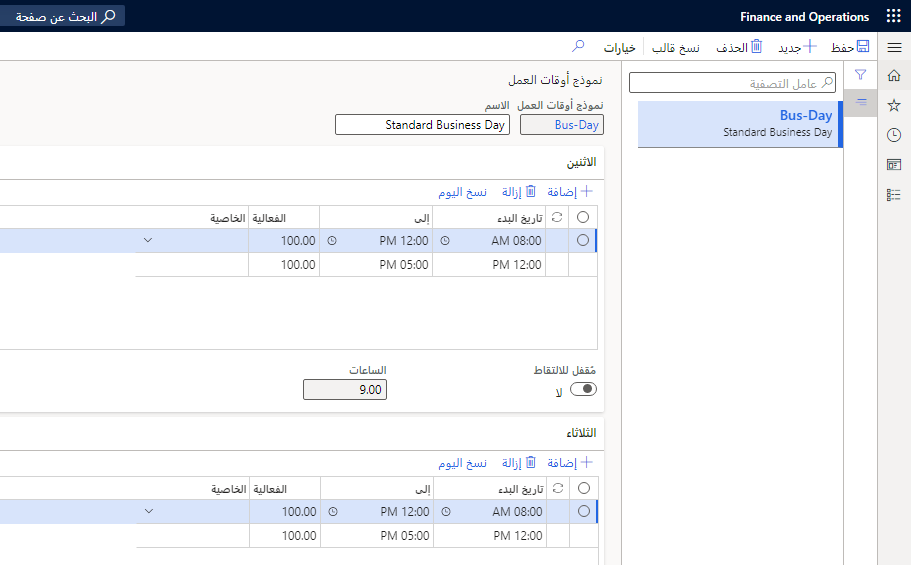 Finance and Operations
البحث عن صفحة
حفظ
جديد
الحذف
نسخ قالب
خيارات
عامل التصفية
Bus-Day
Standard Business Day
نموذج أوقات العمل
نموذج أوقات العمل
الاسم
Bus-Day
Standard Business Day
الاثنين
إضافة
إزالة
نسخ اليوم
تاريخ البدء
إلى
الفعالية
الخاصية
08:00 AM
12:00 PM
100.00
12:00 PM
05:00 PM
100.00
مُقفل للالتقاط
لا
الساعات
9.00
الثلاثاء
إضافة
إزالة
نسخ اليوم
تاريخ البدء
إلى
الفعالية
الخاصية
08:00 AM
12:00 PM
100.00
12:00 PM
05:00 PM
100.00